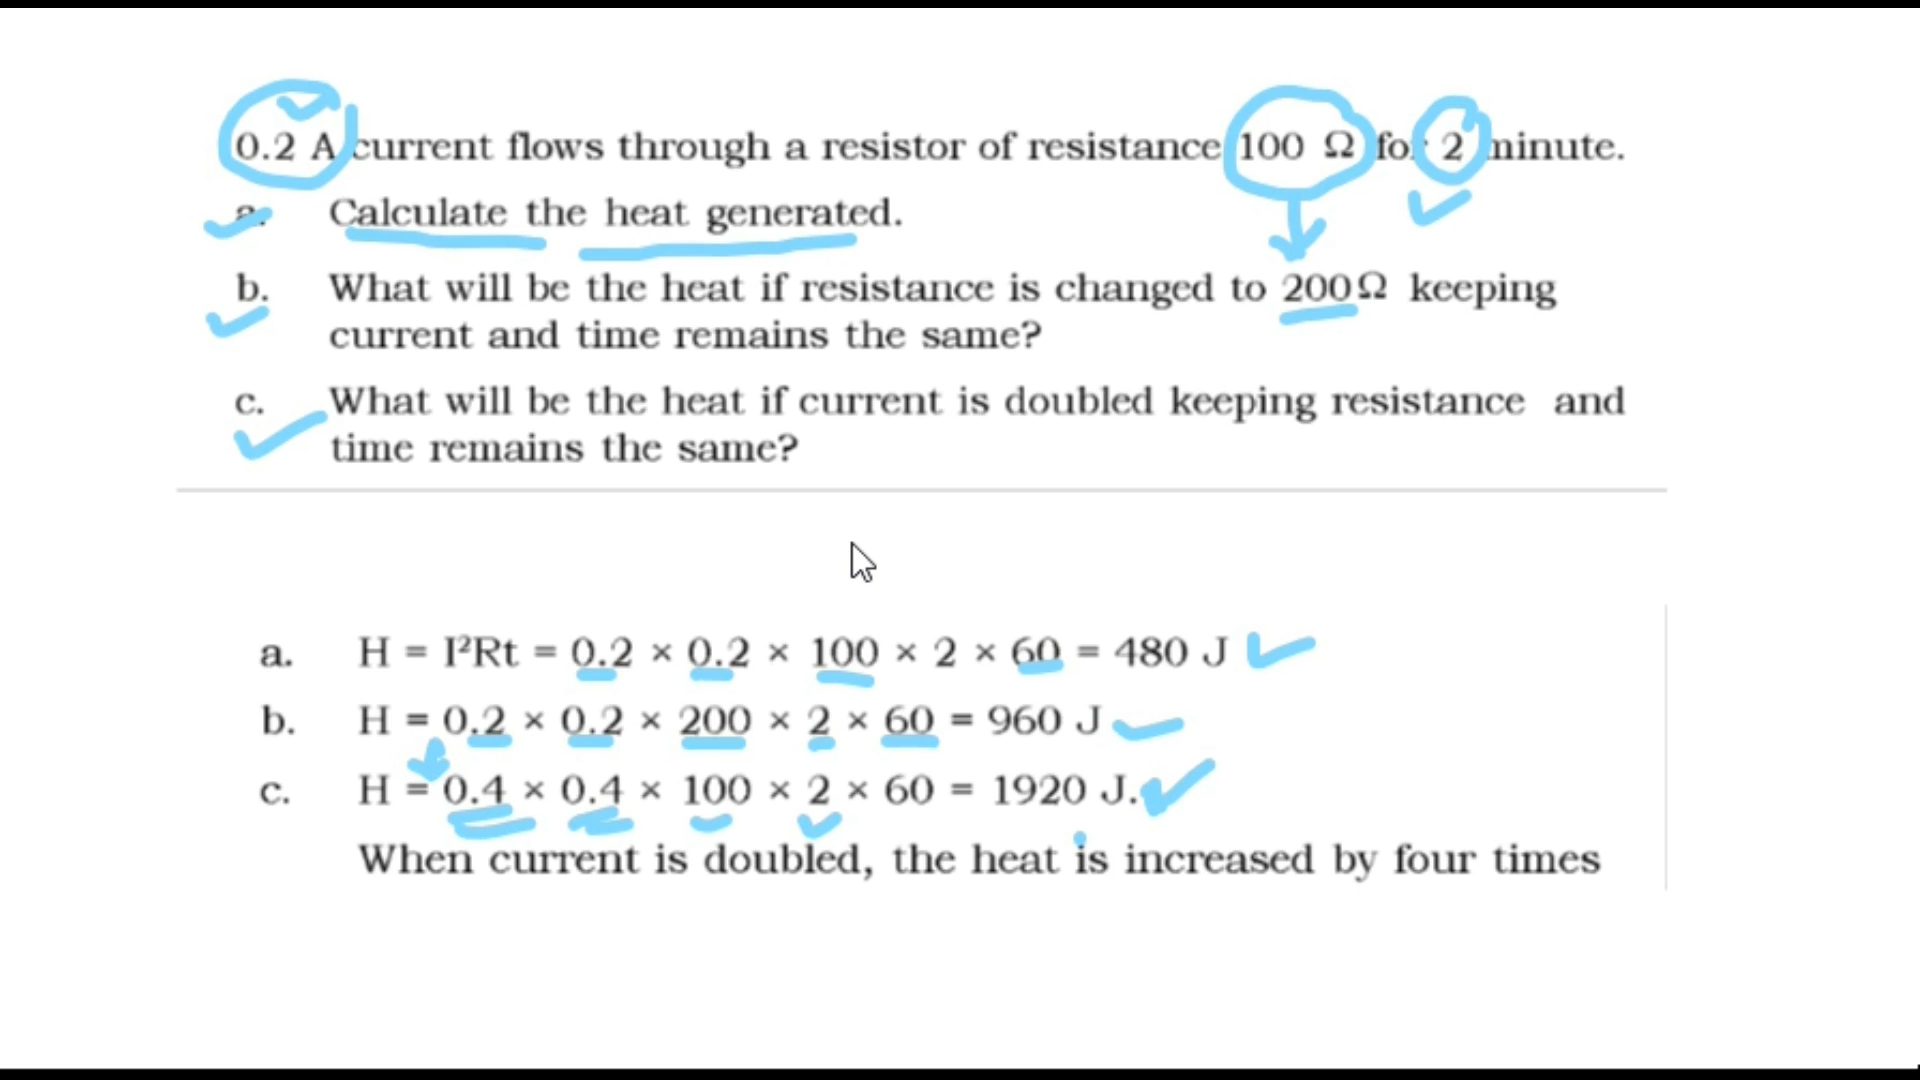 0.2 A current flows through a resistor of resistance 100 Ω for 2 minute.
a. Calculate the heat generated.
b. What will be the heat if resistance is changed to 200Ω keeping
current and time remains the same?
c. What will be the heat if current is doubled keeping resistance and
time remains the same?
a. H = I²Rt = 0.2 × 0.2 × 100 × 2 × 60 = 480 J
b. H = 0.2 × 0.2 × 200 × 2 × 60 = 960 J
c. H = 0.4 × 0.4 × 100 × 2 × 60 = 1920 J.
When current is doubled, the heat is increased by four times